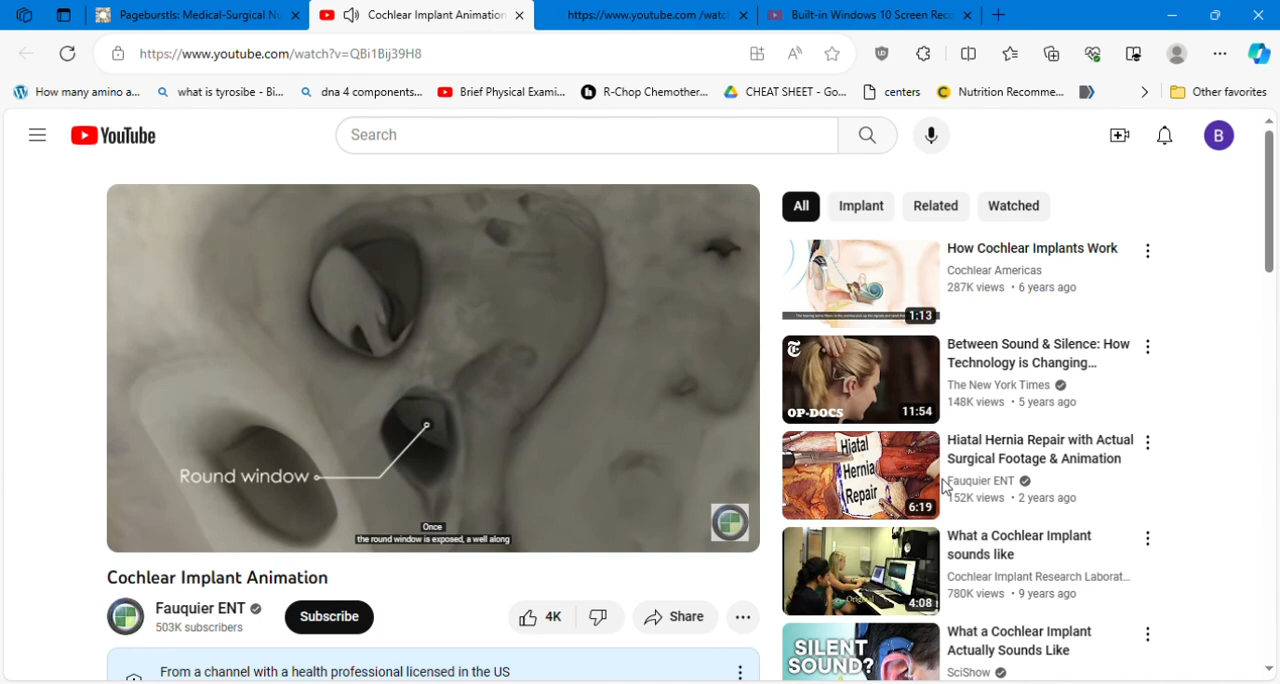 Pageburstls: Medical-Surgical Nu
Cochlear Implant Animation
https://www.youtube.com /watc
Built-in Windows 10 Screen Reco
https://www.youtube.com/watch?v=QBi1Bij39H8
How many amino a...
what is tyrosibe - Bi...
dna 4 components...
Brief Physical Exami...
R-Chop Chemother...
CHEAT SHEET - Go...
centers
Nutrition Recomme...
Other favorites
YouTube
Search
B
Round window
Once
the round window is exposed, a well along
Cochlear Implant Animation
Fauquier ENT
503K subscribers
Subscribe
4K
Share
From a channel with a health professional licensed in the US
All
Implant
Related
Watched
1:13
How Cochlear Implants Work
Cochlear Americas
287K views • 6 years ago
OP-DOCS
11:54
Between Sound & Silence: How
Technology is Changing...
The New York Times
148K views • 5 years ago
Hiatal
Hernia
Repair
6:19
Hiatal Hernia Repair with Actual
Surgical Footage & Animation
Fauquier ENT
152K views • 2 years ago
Original
4:08
What a Cochlear Implant
sounds like
Cochlear Implant Research Laborat...
780K views • 9 years ago
SILENT
SOUND?
What a Cochlear Implant
Actually Sounds Like
SciShow